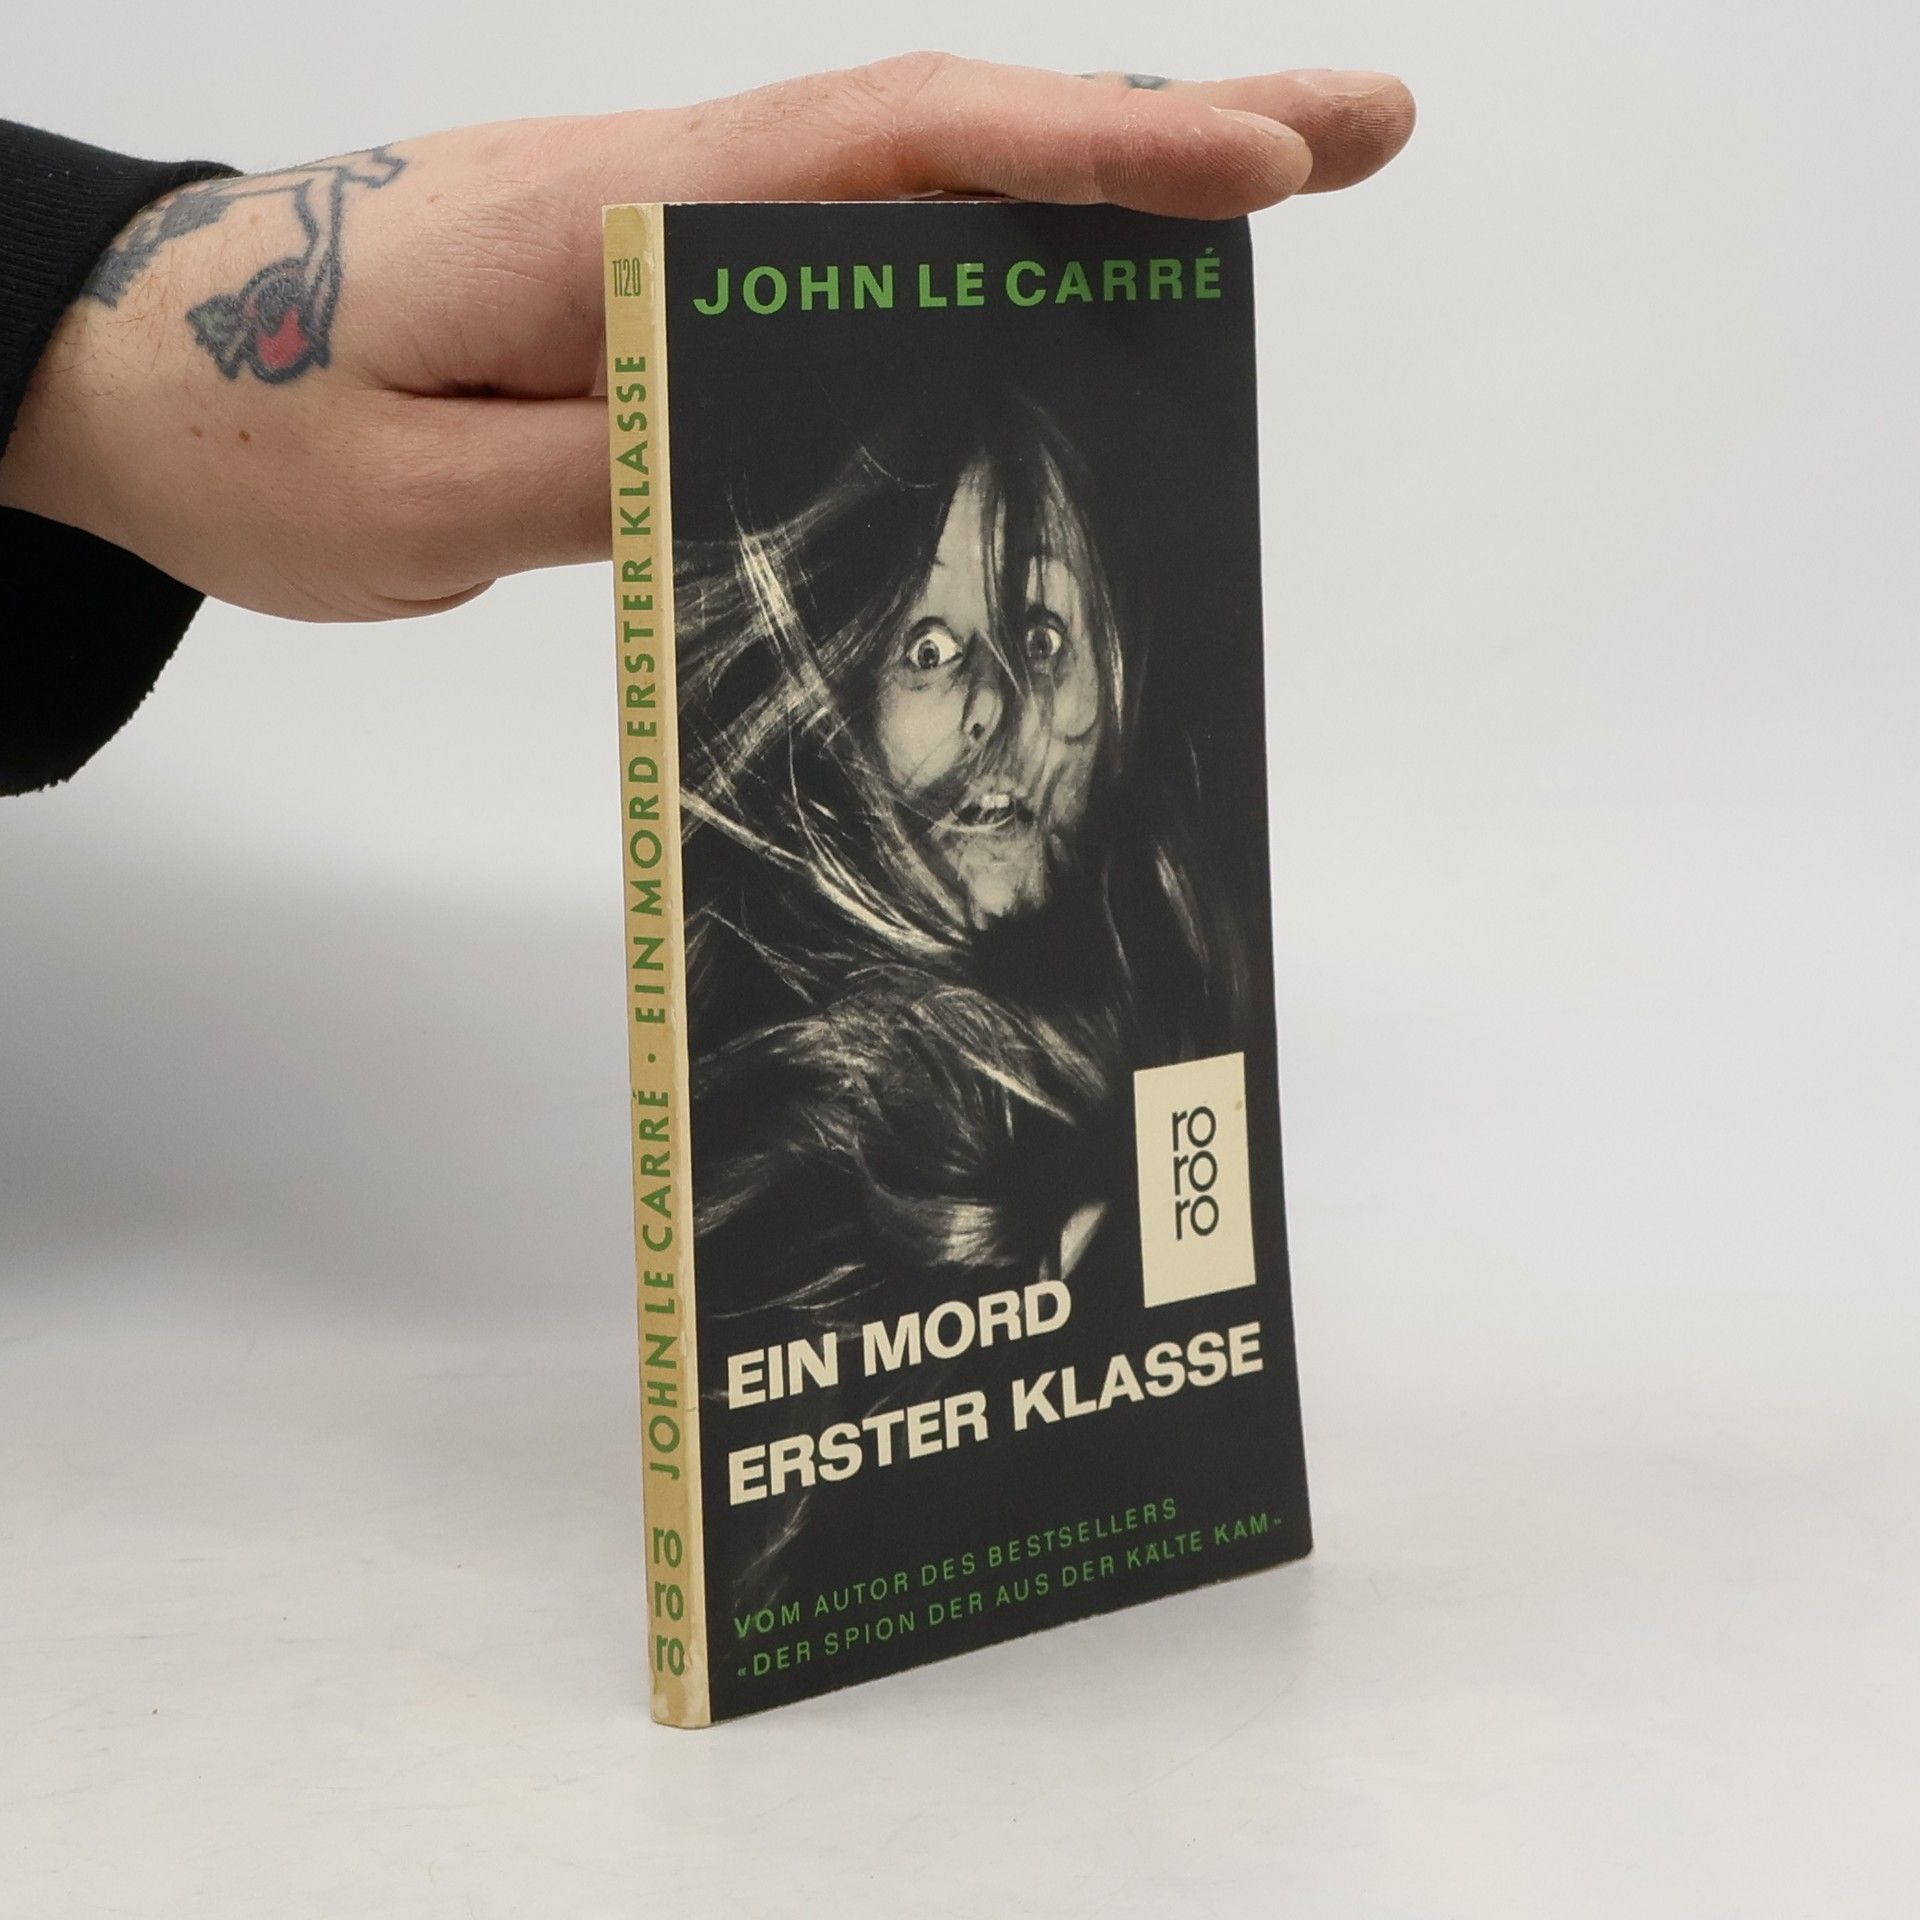 JOHN LE CARRÉ
ro
ro
ro
EIN MORD
ERSTER KLASSE
VOM AUTOR DES BESTSELLERS
«DER SPION DER AUS DER KÄLTE KAM»
1120
JOHN LE CARRÉ · EIN MORD ERSTER KLASSE
ro
ro
ro